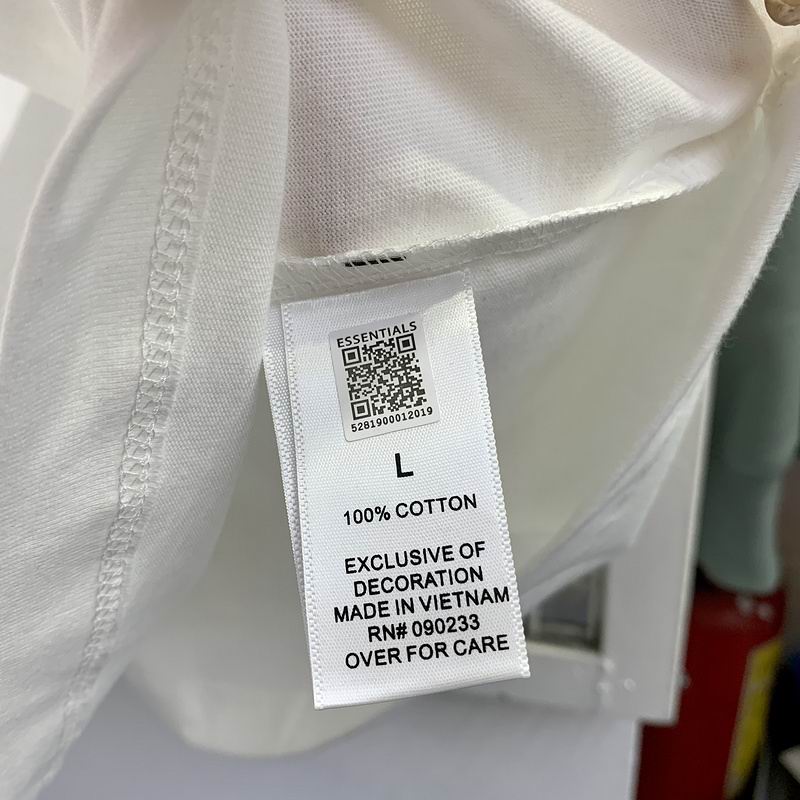 ESSENTIALS
5281900012019
L
100% COTTON
EXCLUSIVE OF
DECORATION
MADE IN VIETNAM
RN# 090233
OVER FOR CARE